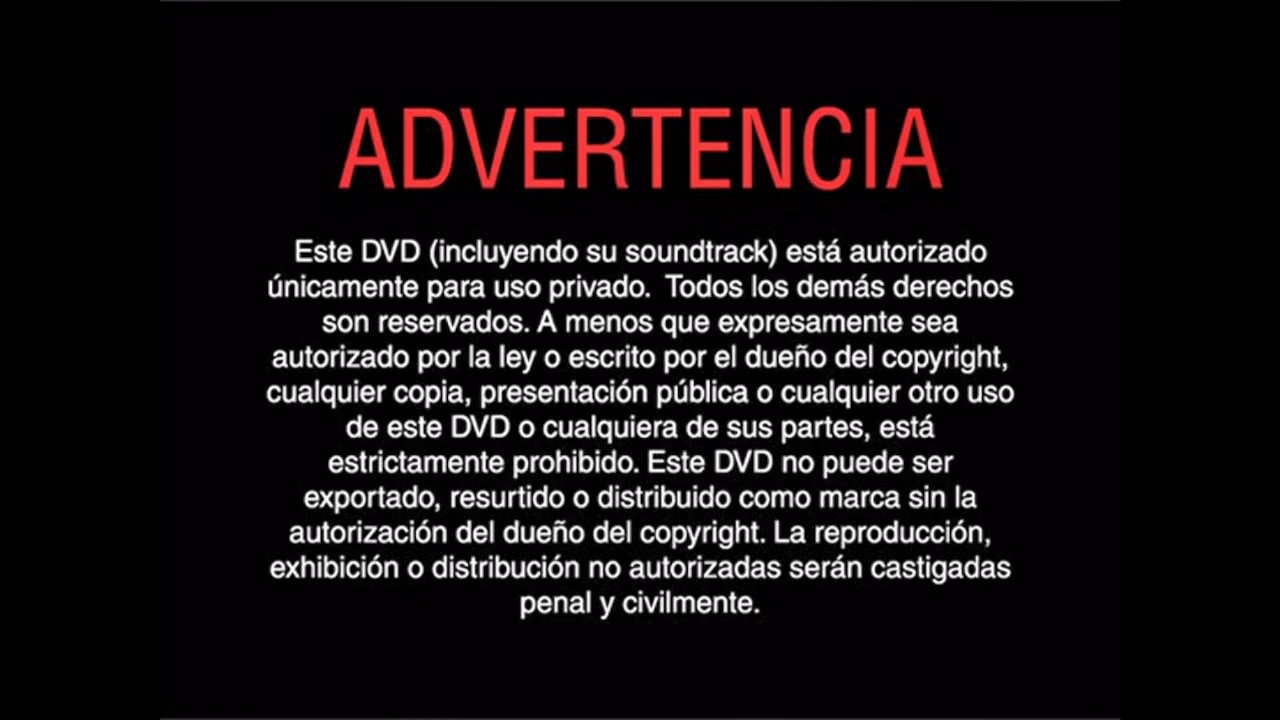 ADVERTENCIA
Este DVD (incluyendo su soundtrack) está autorizado
únicamente para uso privado.  Todos los demás derechos
son reservados. A menos que expresamente sea
autorizado por la ley o escrito por el dueño del copyright,
cualquier copia, presentación pública o cualquier otro uso
de este DVD o cualquiera de sus partes, está
estrictamente prohibido. Este DVD no puede ser
exportado, resurtido o distribuido como marca sin la
autorización del dueño del copyright. La reproducción,
exhibición o distribución no autorizadas serán castigadas
penal y civilmente.